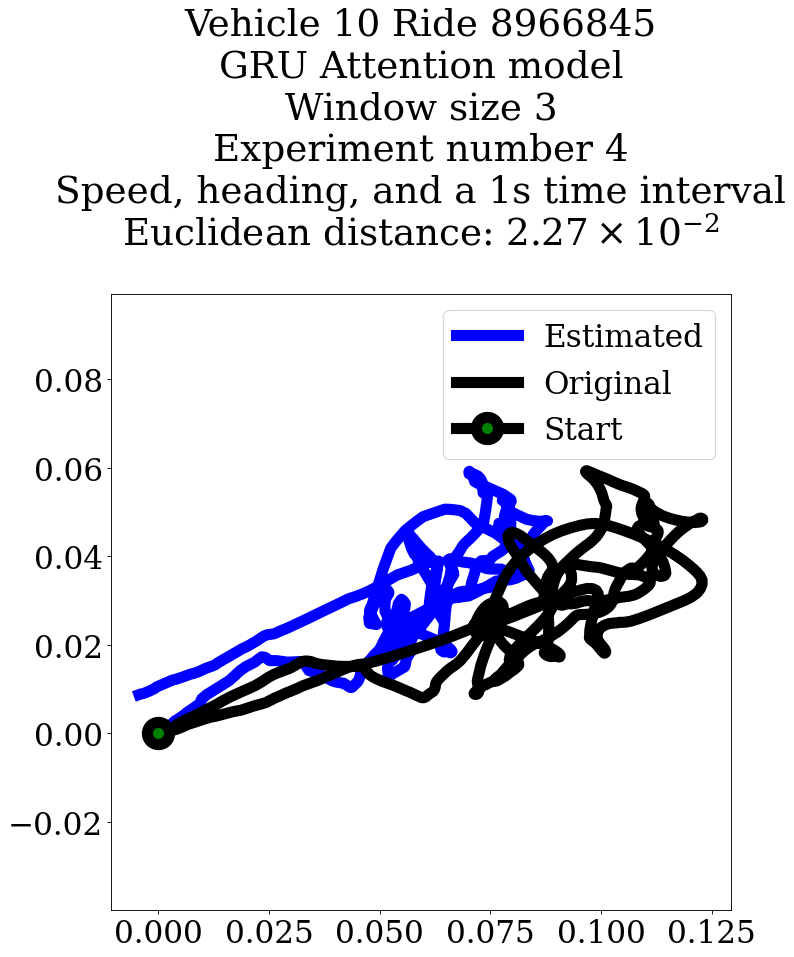 Vehicle 10 Ride 8966845
GRU Attention model
Window size 3
Experiment number 4
Speed, heading, and a 1s time interval
Euclidean distance: 2.27 × 10⁻²
Estimated
Original
Start
0.08
0.06
0.04
0.02
0.00
−0.02
0.000 0.025 0.050 0.075 0.100 0.125